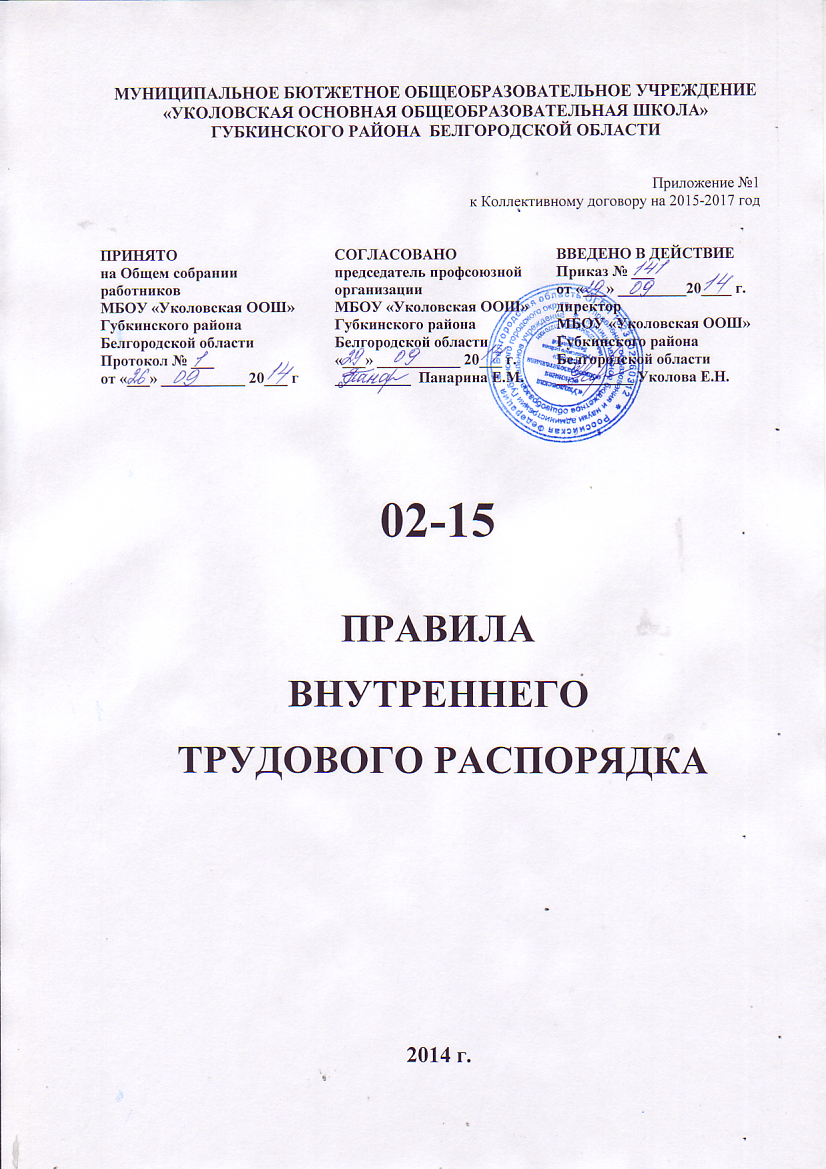 МУНИЦИПАЛЬНОЕ БЮТЖЕТНОЕ ОБЩЕОБРАЗОВАТЕЛЬНОЕ УЧРЕЖДЕНИЕ
«УКОЛОВСКАЯ ОСНОВНАЯ ОБЩЕОБРАЗОВАТЕЛЬНАЯ ШКОЛА»
ГУБКИНСКОГО РАЙОНА БЕЛГОРОДСКОЙ ОБЛАСТИ
Приложение №1
к Коллективному договору на 2015-2017 год
ПРИНЯТО
на Общем собрании
работников
МБОУ «Уколовская ООШ»
Губкинского района
Белгородской области
Протокол № 1
от «26» 09 2014 г
СОГЛАСОВАНО
председатель профсоюзной
организации
МБОУ «Уколовская ООШ»
Губкинского района
Белгородской области
«29» 09 2014 г.
Панарина Е.М.
ВВЕДЕНО В ДЕЙСТВИЕ
Приказ № 141
от «29» 09 2014 г.
директор
МБОУ «Уколовская ООШ»
Губкинского района
Белгородской области
Уколова Е.Н.
02-15
ПРАВИЛА
ВНУТРЕННЕГО
ТРУДОВОГО РАСПОРЯДКА
2014 г.